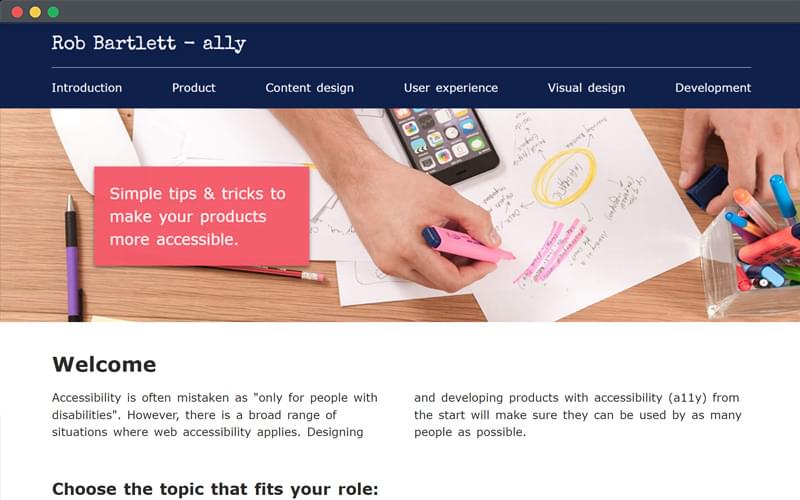 Rob Bartlett - a11y
Introduction
Product
Content design
User experience
Visual design
Development
Simple tips & tricks to
make your products
more accessible.
Welcome
Accessibility is often mistaken as "only for people with
disabilities". However, there is a broad range of
situations where web accessibility applies. Designing
and developing products with accessibility (a11y) from
the start will make sure they can be used by as many
people as possible.
Choose the topic that fits your role: